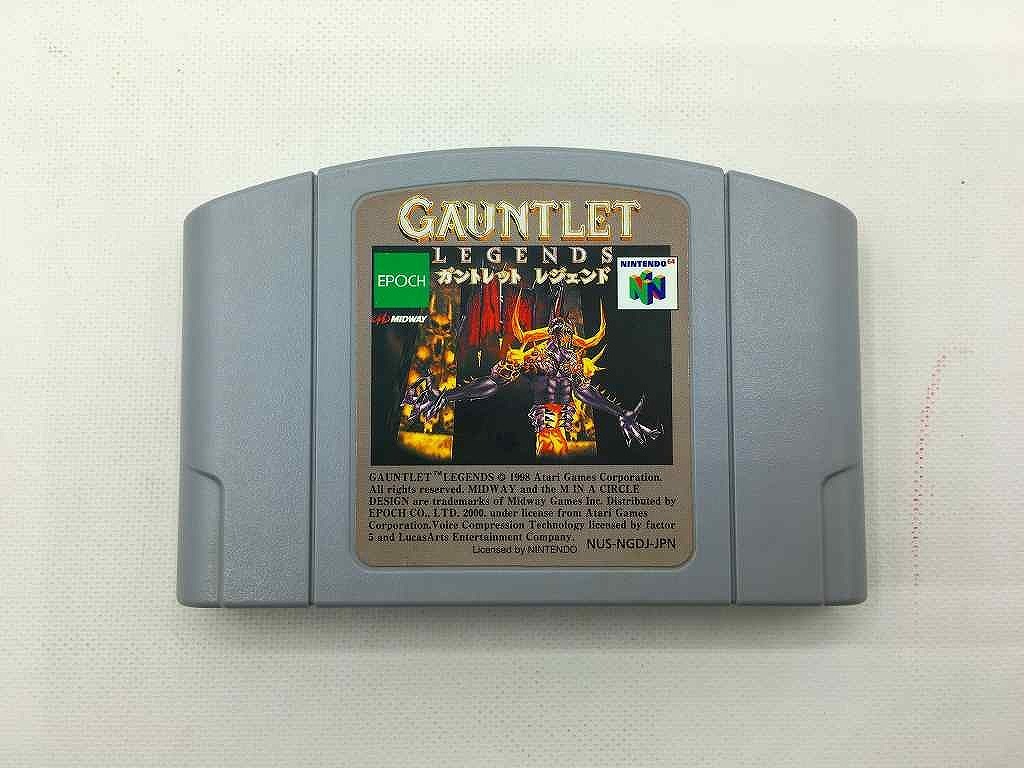 GAUNTLET
LEGENDS
ガントレット レジェンド
EPOCH
MIDWAY
NINTENDO 64
GAUNTLET™ LEGENDS © 1998 Atari Games Corporation.
All rights reserved. MIDWAY and the M IN A CIRCLE
DESIGN are trademarks of Midway Games Inc. Distributed by
EPOCH CO., LTD. 2000, under license from Atari Games
Corporation. Voice Compression Technology licensed by factor
5 and LucasArts Entertainment Company.
Licensed by NINTENDO NUS-NGDJ-JPN